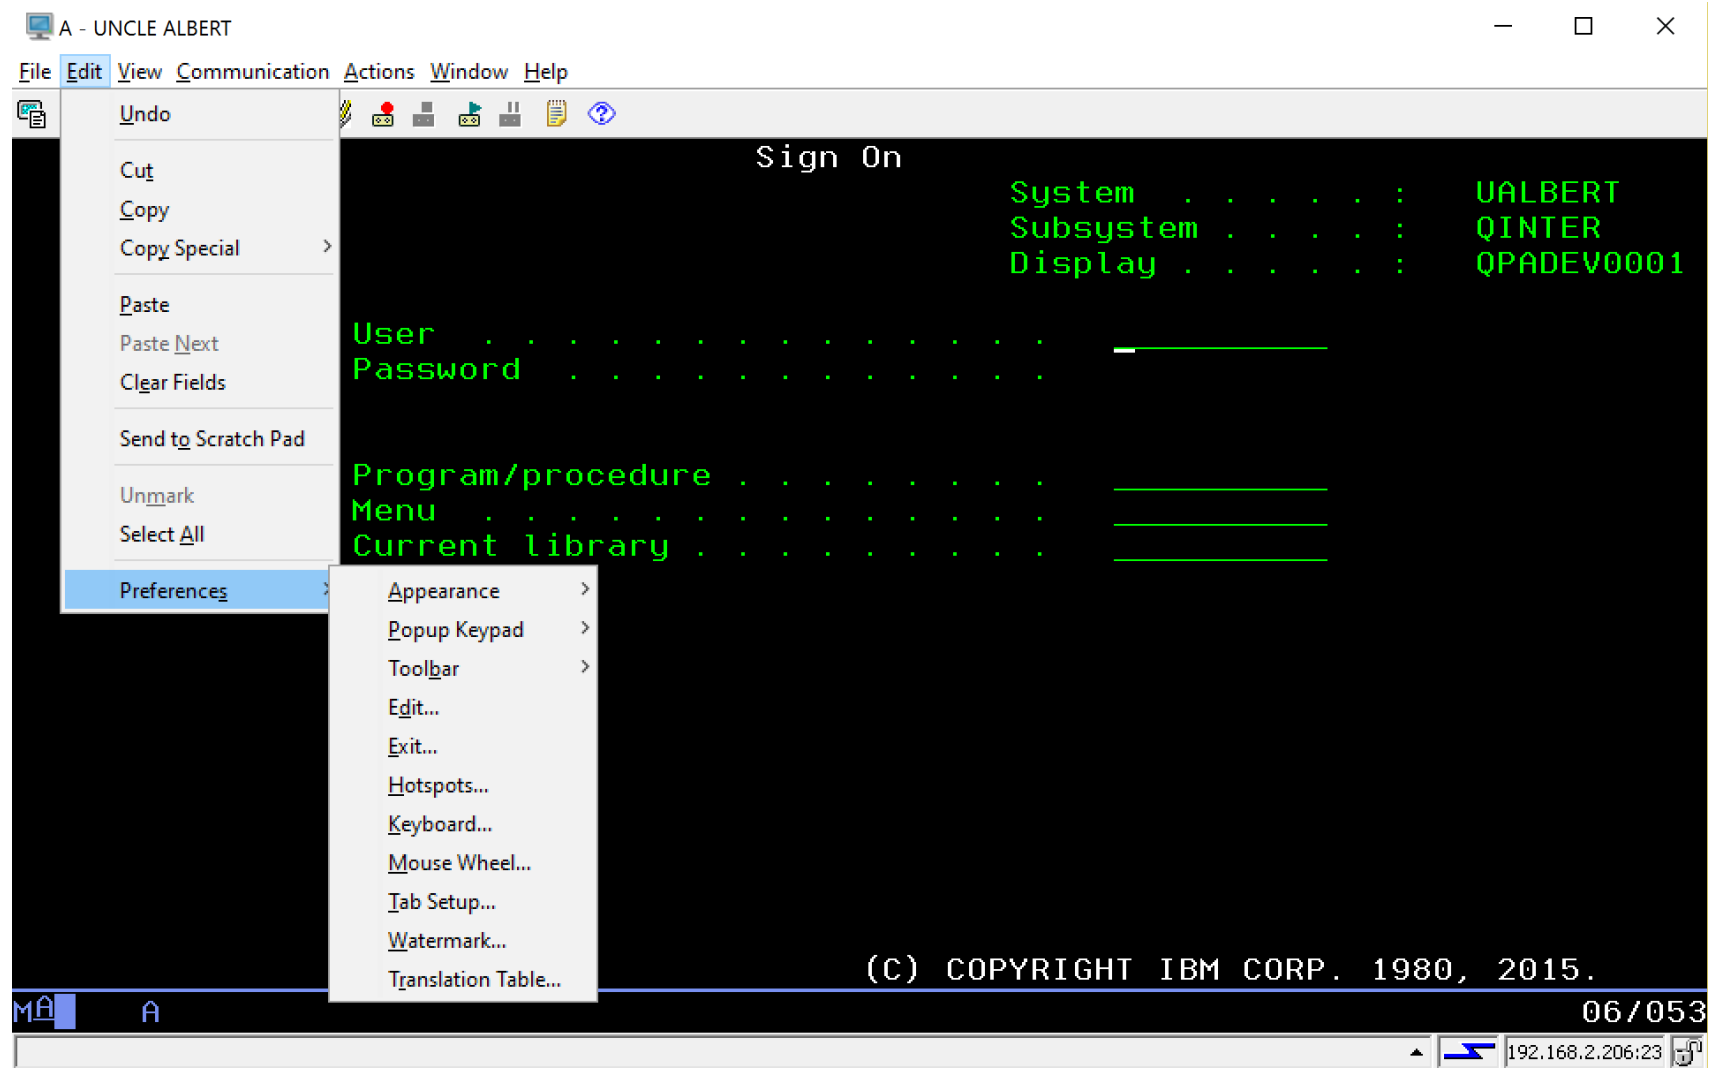 A - UNCLE ALBERT
File Edit View Communication Actions Window Help
Undo
Cut
Copy
Copy Special
Paste
Paste Next
Clear Fields
Send to Scratch Pad
Unmark
Select All
Preferences
Appearance
Popup Keypad
Toolbar
Edit...
Exit...
Hotspots...
Keyboard...
Mouse Wheel...
Tab Setup...
Watermark...
Translation Table...
Sign On
System . . . . . : UALBERT
Subsystem . . . . : QINTER
Display . . . . . : QPADEV0001
User . . . . . . . . . . . . . .
Password . . . . . . . . . . . .
Program/procedure . . . . . . . .
Menu . . . . . . . . . . . . . .
Current library . . . . . . . . .
(C) COPYRIGHT IBM CORP. 1980, 2015.
MA A 06/053
192.168.2.206:23